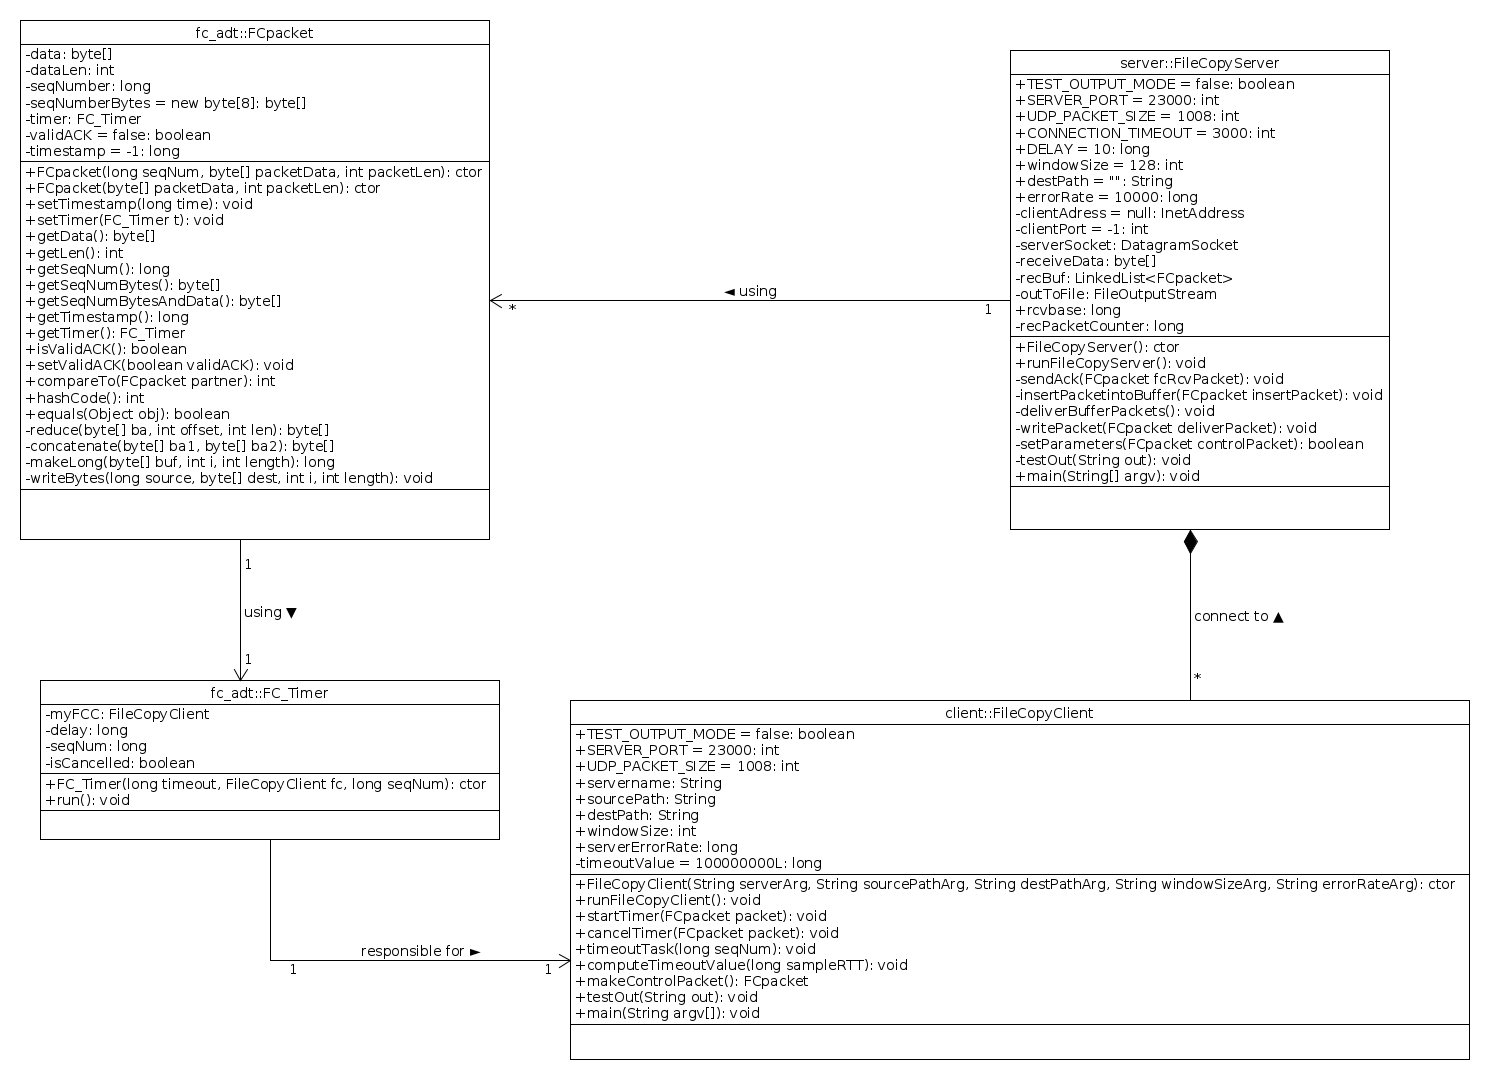 fc_adt::FCpacket
-data: byte[]
-dataLen: int
-seqNumber: long
-seqNumberBytes = new byte[8]: byte[]
-timer: FC_Timer
-validACK = false: boolean
-timestamp = -1: long
+FCpacket(long seqNum, byte[] packetData, int packetLen): ctor
+FCpacket(byte[] packetData, int packetLen): ctor
+setTimestamp(long time): void
+setTimer(FC_Timer t): void
+getData(): byte[]
+getLen(): int
+getSeqNum(): long
+getSeqNumBytes(): byte[]
+getSeqNumBytesAndData(): byte[]
+getTimestamp(): long
+getTimer(): FC_Timer
+isValidACK(): boolean
+setValidACK(boolean validACK): void
+compareTo(FCpacket partner): int
+hashCode(): int
+equals(Object obj): boolean
-reduce(byte[] ba, int offset, int len): byte[]
-concatenate(byte[] ba1, byte[] ba2): byte[]
-makeLong(byte[] buf, int i, int length): long
-writeBytes(long source, byte[] dest, int i, int length): void
◄ using
*
1
server::FileCopyServer
+TEST_OUTPUT_MODE = false: boolean
+SERVER_PORT = 23000: int
+UDP_PACKET_SIZE = 1008: int
+CONNECTION_TIMEOUT = 3000: int
+DELAY = 10: long
+windowSize = 128: int
+destPath = "": String
+errorRate = 10000: long
-clientAdress = null: InetAddress
-clientPort = -1: int
-serverSocket: DatagramSocket
-receiveData: byte[]
-recBuf: LinkedList<FCpacket>
-outToFile: FileOutputStream
+rcvbase: long
-recPacketCounter: long
+FileCopyServer(): ctor
+runFileCopyServer(): void
-sendAck(FCpacket fcRcvPacket): void
-insertPacketintoBuffer(FCpacket insertPacket): void
-deliverBufferPackets(): void
-writePacket(FCpacket deliverPacket): void
-setParameters(FCpacket controlPacket): boolean
-testOut(String out): void
+main(String[] argv): void
1
using ▼
1
connect to ▲
*
fc_adt::FC_Timer
-myFCC: FileCopyClient
-delay: long
-seqNum: long
-isCancelled: boolean
+FC_Timer(long timeout, FileCopyClient fc, long seqNum): ctor
+run(): void
responsible for ►
1
1
client::FileCopyClient
+TEST_OUTPUT_MODE = false: boolean
+SERVER_PORT = 23000: int
+UDP_PACKET_SIZE = 1008: int
+servername: String
+sourcePath: String
+destPath: String
+windowSize: int
+serverErrorRate: long
-timeoutValue = 100000000L: long
+FileCopyClient(String serverArg, String sourcePathArg, String destPathArg, String windowSizeArg, String errorRateArg): ctor
+runFileCopyClient(): void
+startTimer(FCpacket packet): void
+cancelTimer(FCpacket packet): void
+timeoutTask(long seqNum): void
+computeTimeoutValue(long sampleRTT): void
+makeControlPacket(): FCpacket
+testOut(String out): void
+main(String argv[]): void